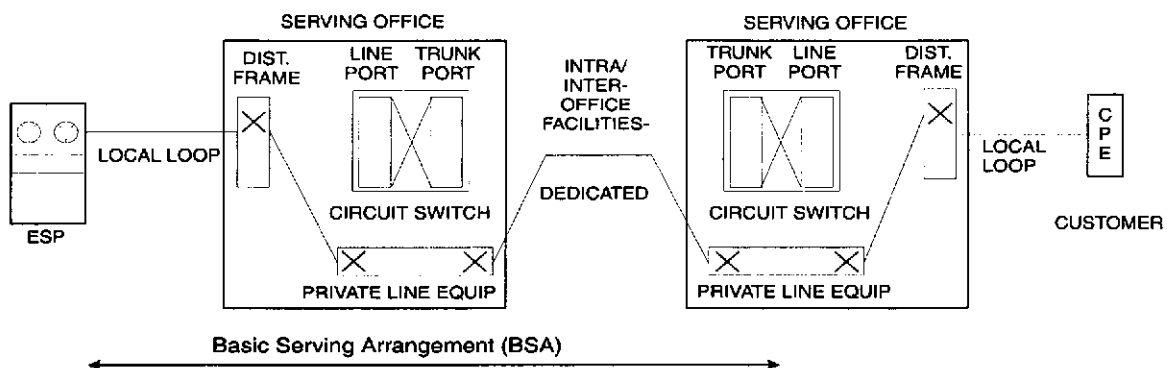 SERVING OFFICE
DIST.
FRAME
LINE
PORT
TRUNK
PORT
CIRCUIT SWITCH
PRIVATE LINE EQUIP
ESP
LOCAL LOOP
INTRA/
INTER-
OFFICE
FACILITIES-
DEDICATED
SERVING OFFICE
TRUNK
PORT
LINE
PORT
DIST.
FRAME
CIRCUIT SWITCH
PRIVATE LINE EQUIP
LOCAL
LOOP
C
P
E
CUSTOMER
Basic Serving Arrangement (BSA)